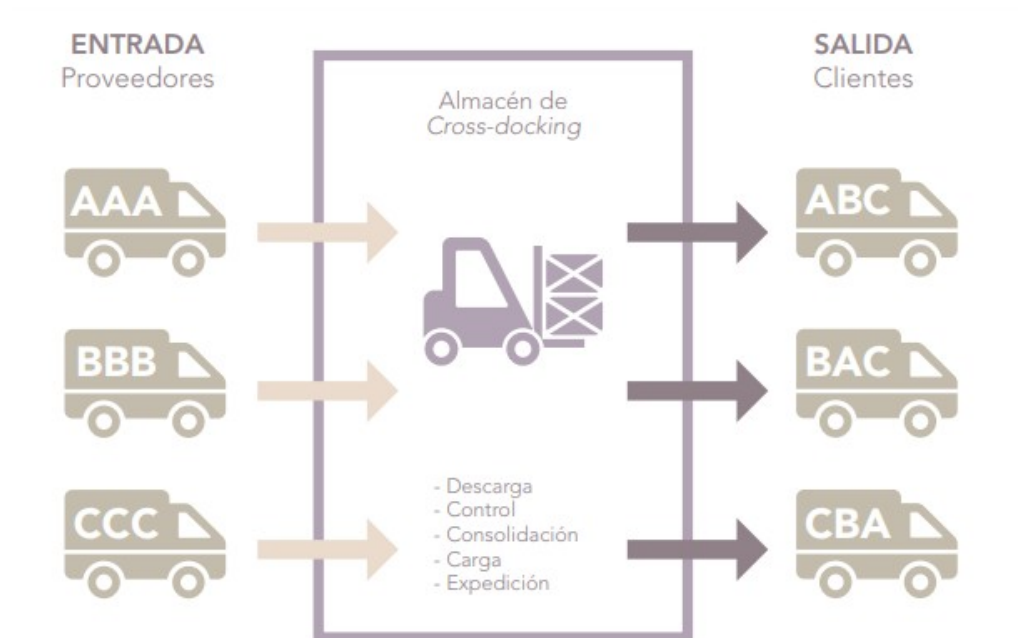 ENTRADA
Proveedores
AAA
BBB
CCC
Almacén de
Cross-docking
- Descarga
- Control
- Consolidación
- Carga
- Expedición
SALIDA
Clientes
ABC
BAC
CBA